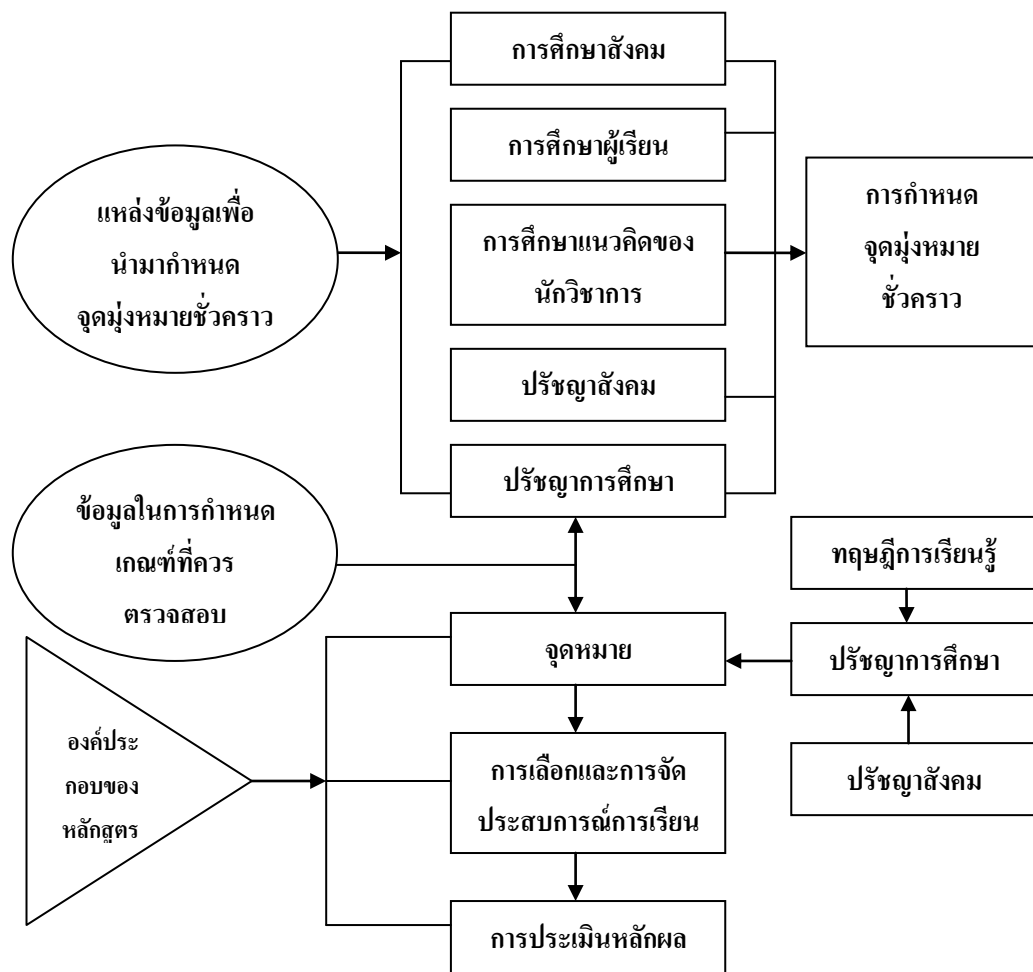 การศึกษาสังคม
การศึกษาผู้เรียน
แหล่งข้อมูลเพื่อ
นำมากำหนด
จุดมุ่งหมายชั่วคราว
การศึกษาแนวคิดของ
นักวิชาการ
การกำหนด
จุดมุ่งหมาย
ชั่วคราว
ปรัชญาสังคม
ปรัชญาการศึกษา
ข้อมูลในการกำหนด
เกณฑ์ที่ควร
ตรวจสอบ
ทฤษฎีการเรียนรู้
จุดหมาย
ปรัชญาการศึกษา
องค์ประ
กอบของ
หลักสูตร
การเลือกและการจัด
ประสบการณ์การเรียน
ปรัชญาสังคม
การประเมินหลักผล